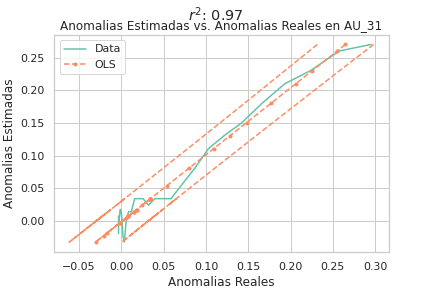 r²: 0.97
Anomalias Estimadas vs. Anomalias Reales en AU_31
Data
OLS
Anomalias Estimadas
0.25
0.20
0.15
0.10
0.05
0.00
−0.05 0.00 0.05 0.10 0.15 0.20 0.25 0.30
Anomalias Reales